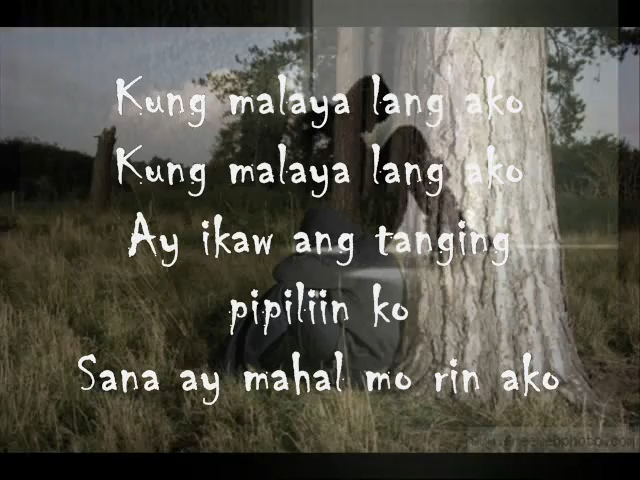 Kung malaya lang ako
Kung malaya lang ako
Ay ikaw ang tanging
pipiliin ko
Sana ay mahal mo rin ako